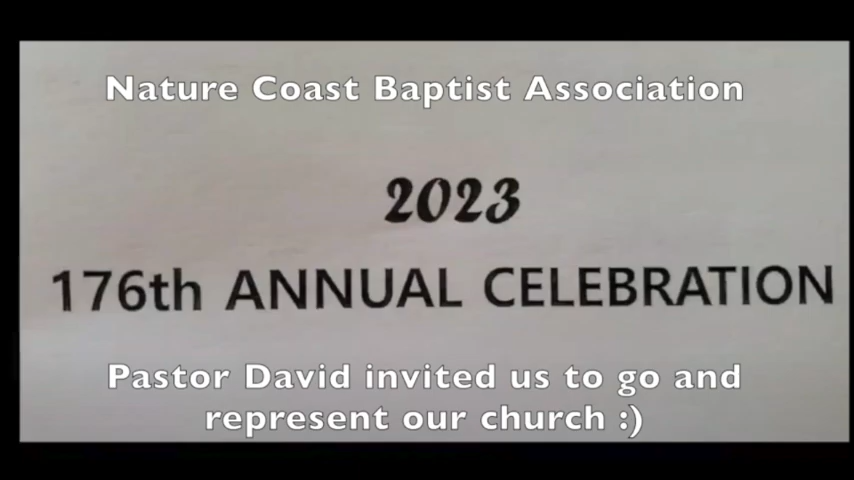 Nature Coast Baptist Association
2023
176th ANNUAL CELEBRATION
Pastor David invited us to go and
represent our church :)